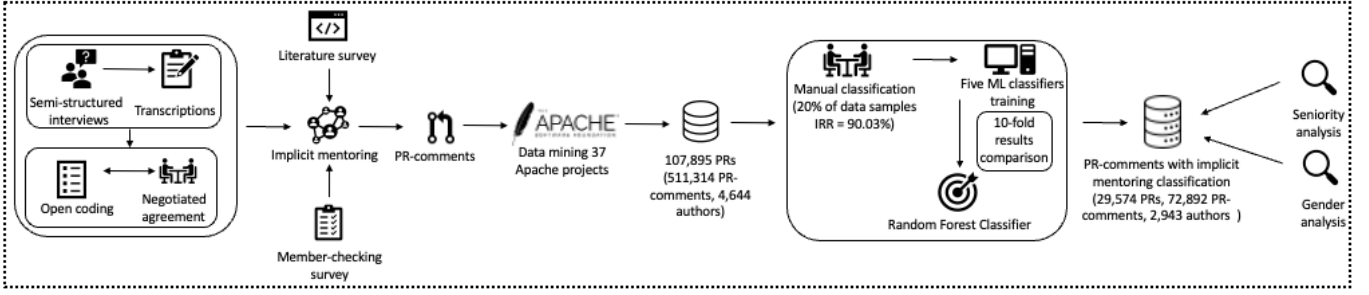 Semi-structured
interviews
Transcriptions
Open coding
Negotiated
agreement
Literature survey
Implicit mentoring
Member-checking
survey
PR-comments
APACHE
SOFTWARE FOUNDATION
Data mining 37
Apache projects
107,895 PRs
(511,314 PR-
comments, 4,644
authors)
Manual classification
(20% of data samples
IRR = 90.03%)
Five ML classifiers
training
10-fold
results
comparison
Random Forest Classifier
PR-comments with implicit
mentoring classification
(29,574 PRs, 72,892 PR-
comments, 2,943 authors )
Seniority
analysis
Gender
analysis